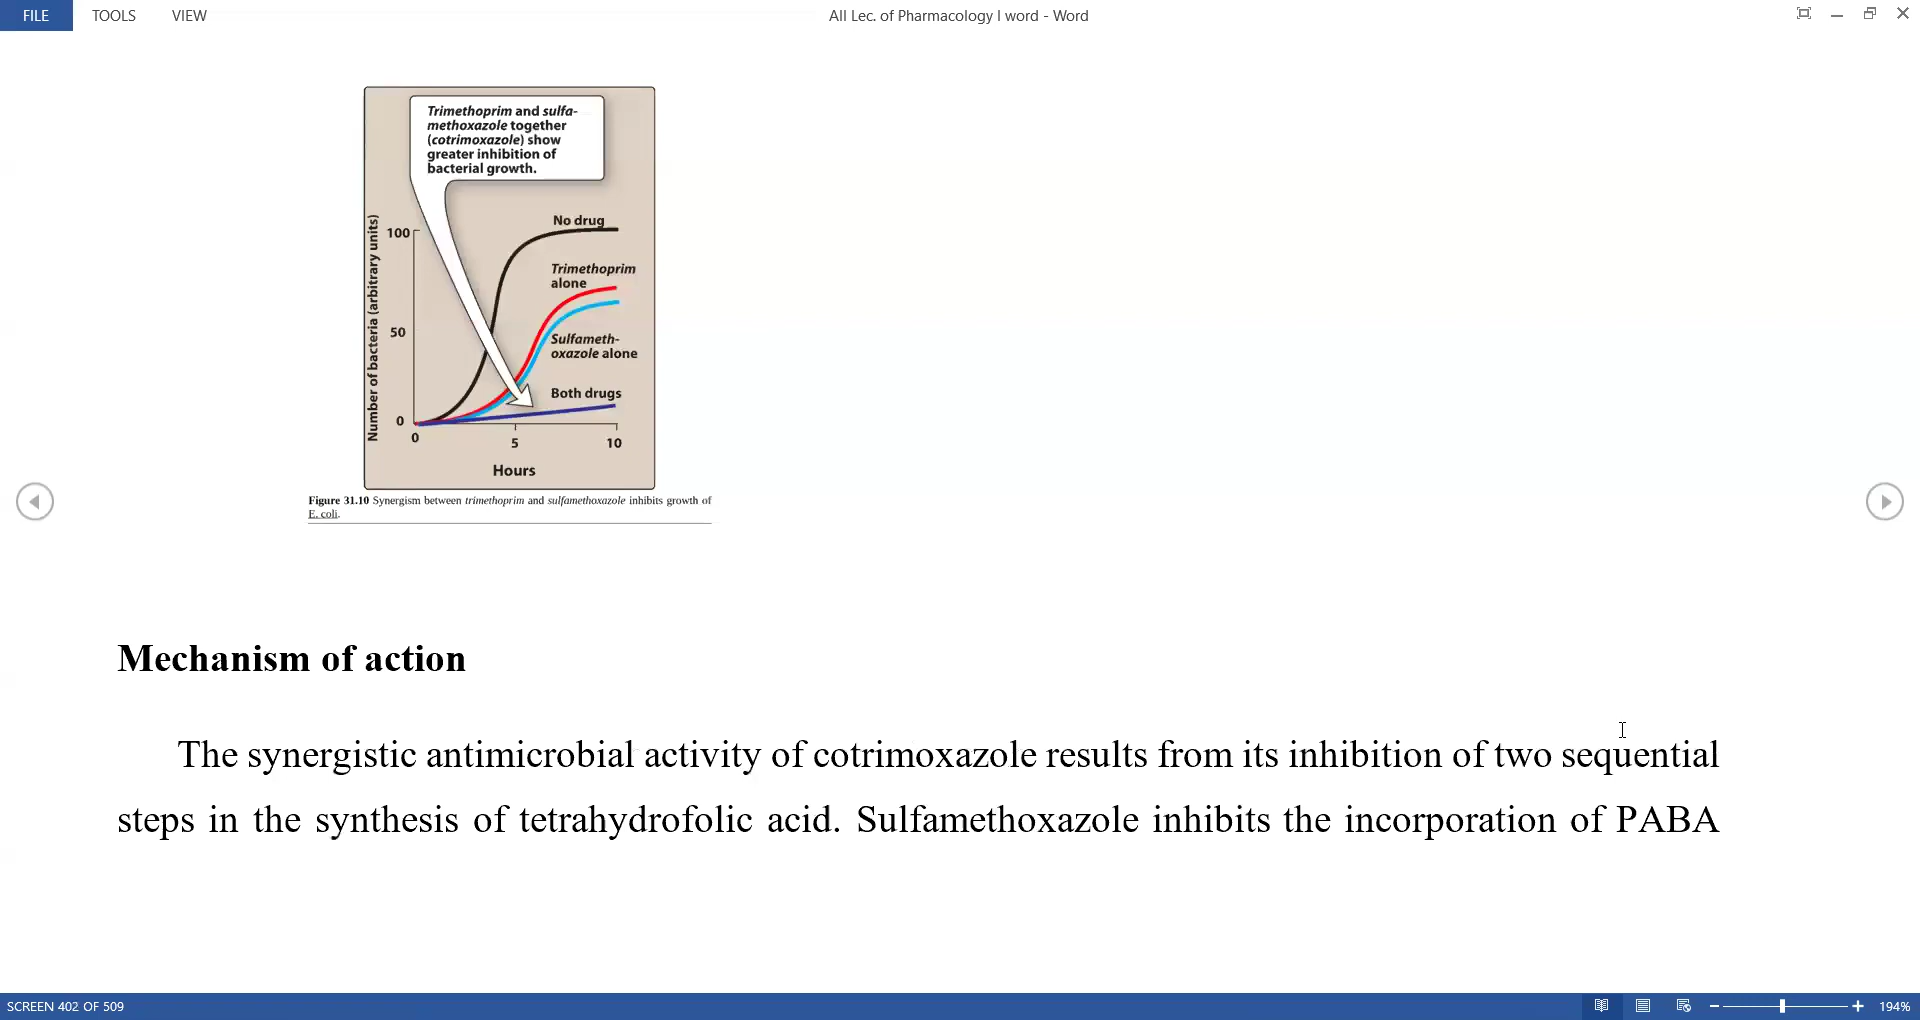 FILE TOOLS VIEW All Lec. of Pharmacology I word - Word
Trimethoprim and sulfa-
methoxazole together
(cotrimoxazole) show
greater inhibition of
bacterial growth.
Number of bacteria (arbitrary units)
100
50
0
No drug
Trimethoprim
alone
Sulfameth-
oxazole alone
Both drugs
0 5 10
Hours
Figure 31.10 Synergism between trimethoprim and sulfamethoxazole inhibits growth of
E. coli.
Mechanism of action
The synergistic antimicrobial activity of cotrimoxazole results from its inhibition of two sequential
steps in the synthesis of tetrahydrofolic acid. Sulfamethoxazole inhibits the incorporation of PABA
SCREEN 402 OF 509 194%